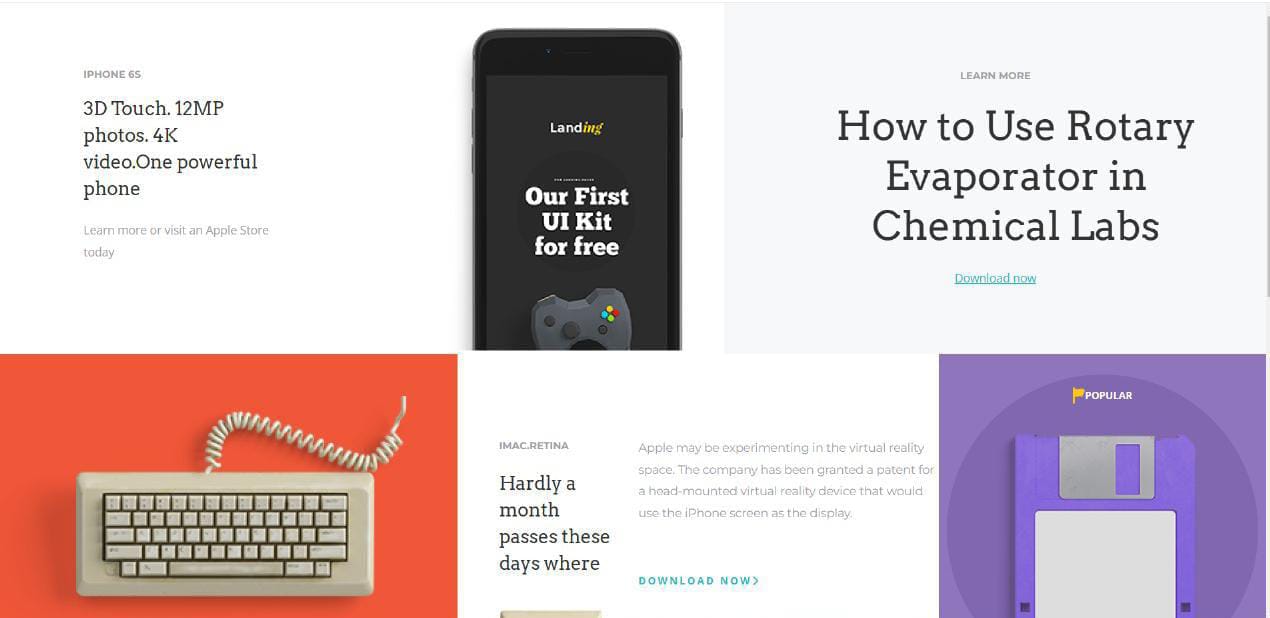 IPHONE 6S
3D Touch. 12MP
photos. 4K
video.One powerful
phone
Learn more or visit an Apple Store
today
Landing
Our First
UI Kit
for free
LEARN MORE
How to Use Rotary
Evaporator in
Chemical Labs
Download now
IMAC.RETINA
Hardly a
month
passes these
days where
Apple may be experimenting in the virtual reality
space. The company has been granted a patent for
a head-mounted virtual reality device that would
use the iPhone screen as the display.
DOWNLOAD NOW>
POPULAR